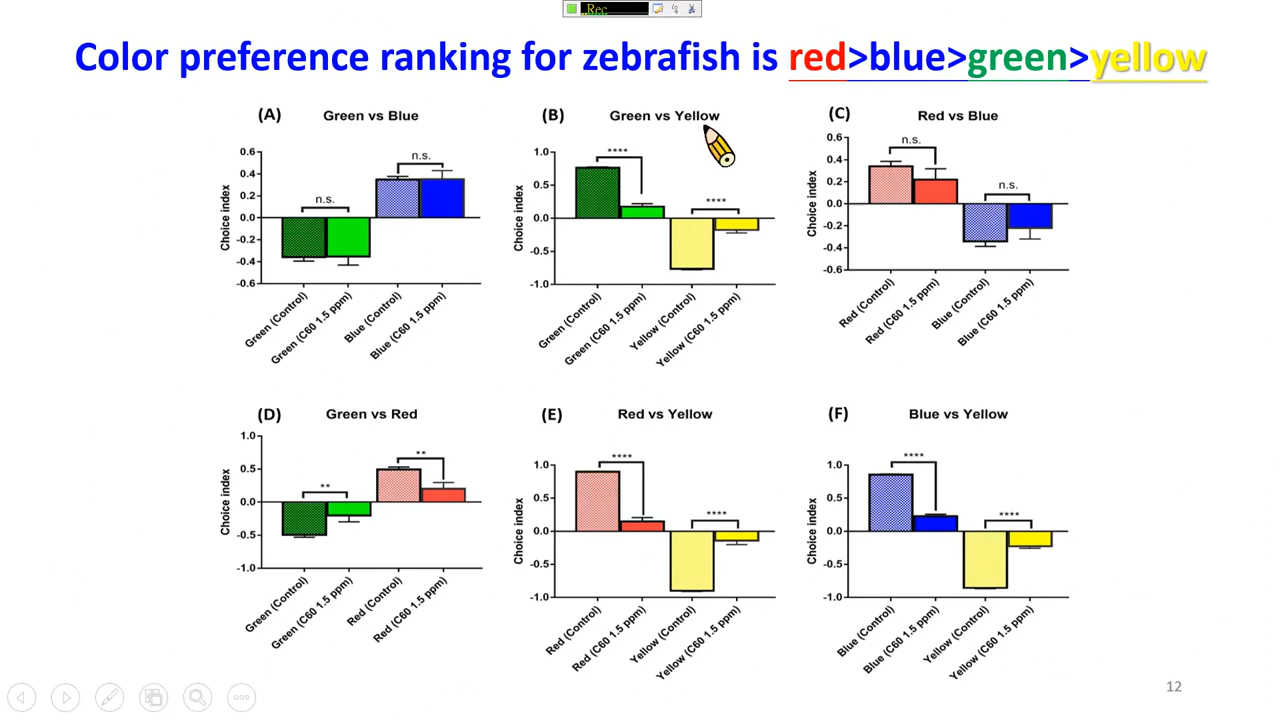 ..Rec
Color preference ranking for zebrafish is red>blue>green>yellow
(A) Green vs Blue
0.6
0.4
0.2
0.0
-0.2
-0.4
-0.6
Choice index
n.s.
n.s.
Green (Control)
Green (C60 1.5 ppm)
Blue (Control)
Blue (C60 1.5 ppm)
(B) Green vs Yellow
1.0
0.5
0.0
-0.5
-1.0
Choice index
****
****
Green (Control)
Green (C60 1.5 ppm)
Yellow (Control)
Yellow (C60 1.5 ppm)
(C) Red vs Blue
0.6
0.4
0.2
0.0
-0.2
-0.4
-0.6
Choice index
n.s.
n.s.
Red (Control)
Red (C60 1.5 ppm)
Blue (Control)
Blue (C60 1.5 ppm)
(D) Green vs Red
1.0
0.5
0.0
-0.5
-1.0
Choice index
**
**
Green (Control)
Green (C60 1.5 ppm)
Red (Control)
Red (C60 1.5 ppm)
(E) Red vs Yellow
1.0
0.5
0.0
-0.5
-1.0
Choice index
****
****
Red (Control)
Red (C60 1.5 ppm)
Yellow (Control)
Yellow (C60 1.5 ppm)
(F) Blue vs Yellow
1.0
0.5
0.0
-0.5
-1.0
Choice index
****
****
Blue (Control)
Blue (C60 1.5 ppm)
Yellow (Control)
Yellow (C60 1.5 ppm)
12